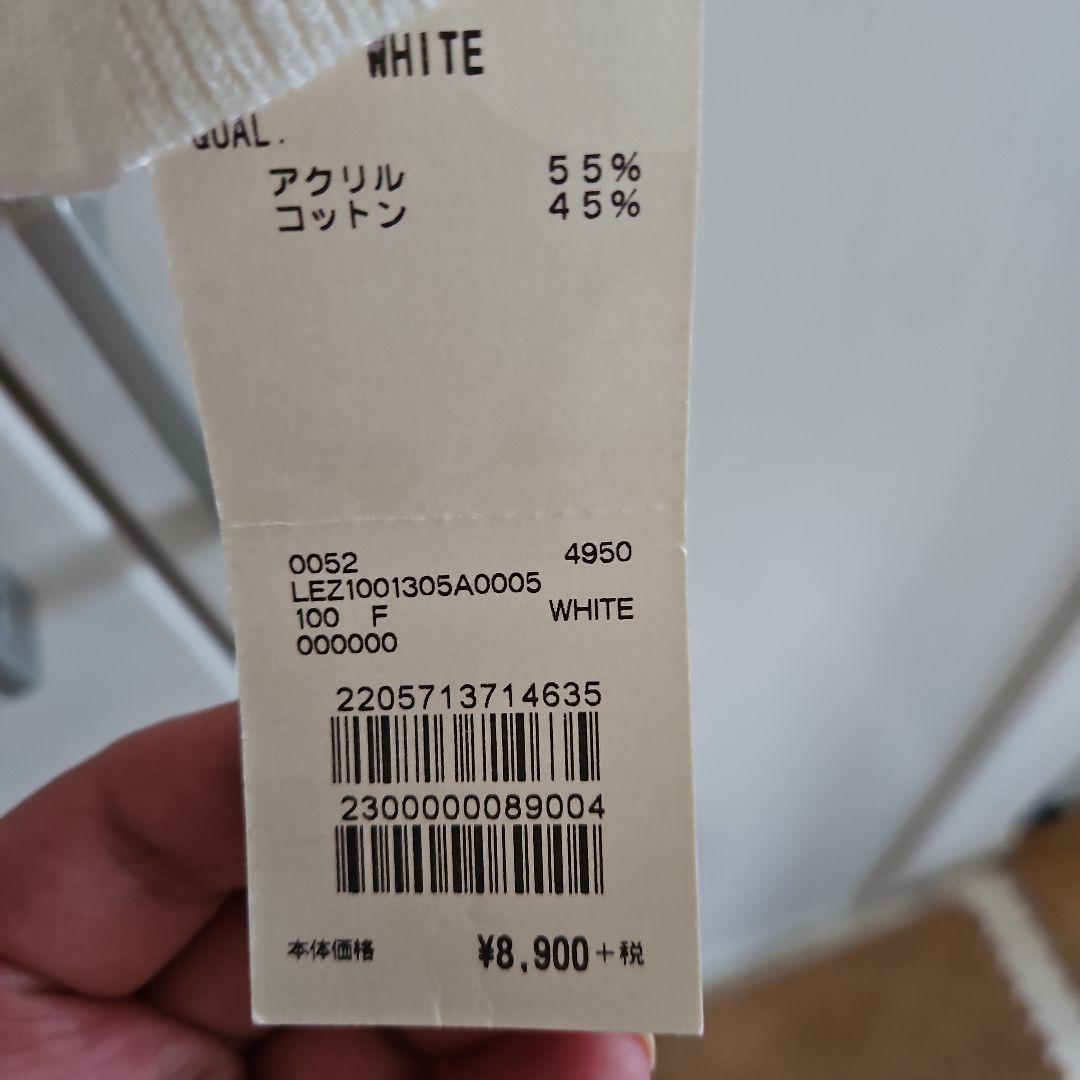 WHITE
QUAL.
アクリル 55%
コットン 45%
0052 4950
LEZ1001305A0005
100 F WHITE
000000
2205713714635
2300000089004
本体価格 ¥8,900+税